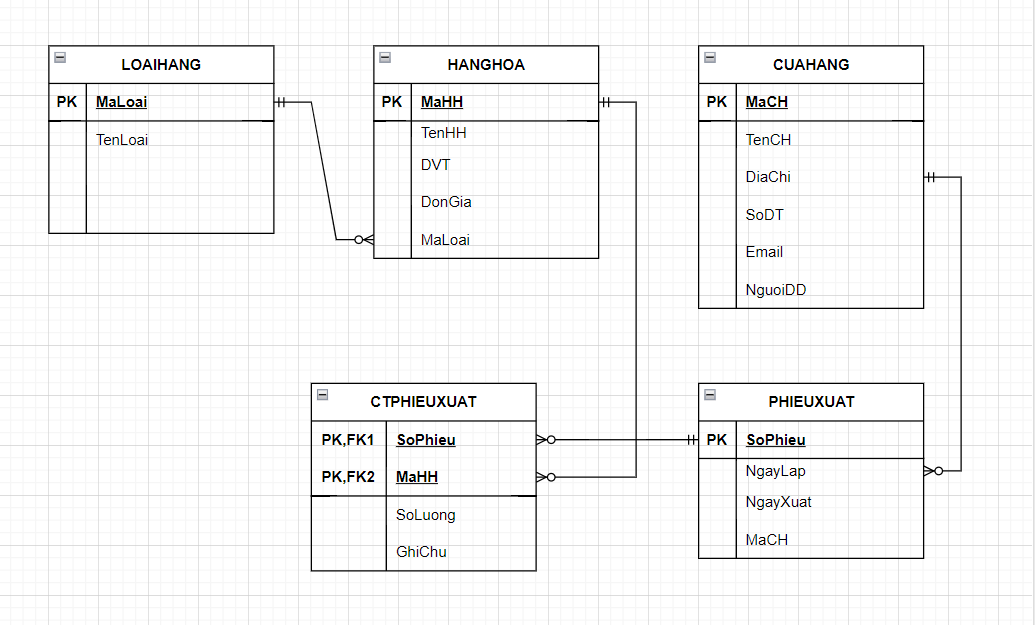 LOAIHANG
PK MaLoai
TenLoai
HANGHOA
PK MaHH
TenHH
DVT
DonGia
MaLoai
CUAHANG
PK MaCH
TenCH
DiaChi
SoDT
Email
NguoiDD
CTPHIEUXUAT
PK,FK1 SoPhieu
PK,FK2 MaHH
SoLuong
GhiChu
PHIEUXUAT
PK SoPhieu
NgayLap
NgayXuat
MaCH